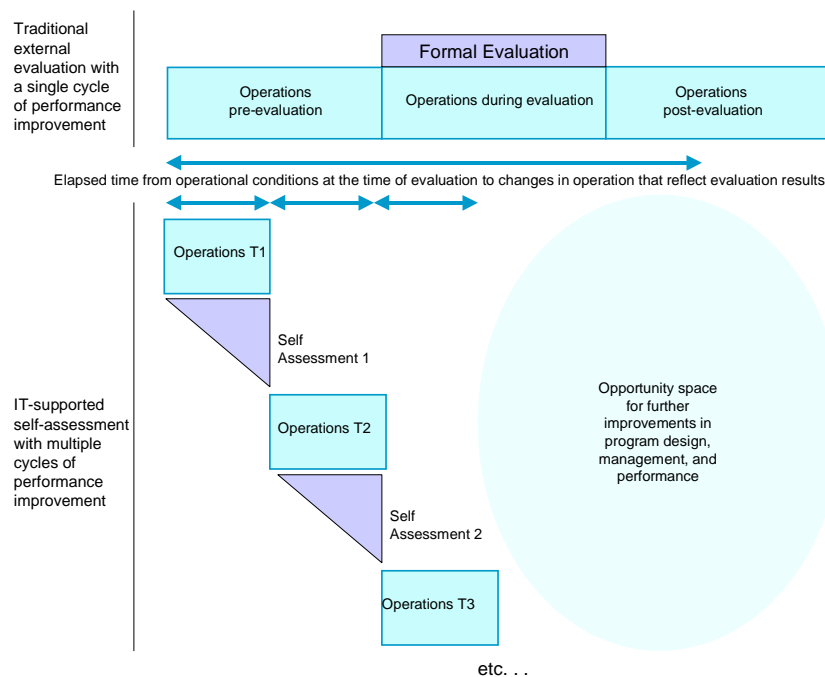 Traditional
external
evaluation with
a single cycle
of performance
improvement
Formal Evaluation
Operations
pre-evaluation
Operations during evaluation
Operations
post-evaluation
Elapsed time from operational conditions at the time of evaluation to changes in operation that reflect evaluation results
Operations T1
Self
Assessment 1
IT-supported
self-assessment
with multiple
cycles of
performance
improvement
Operations T2
Self
Assessment 2
Operations T3
etc. . .
Opportunity space
for further
improvements in
program design,
management, and
performance